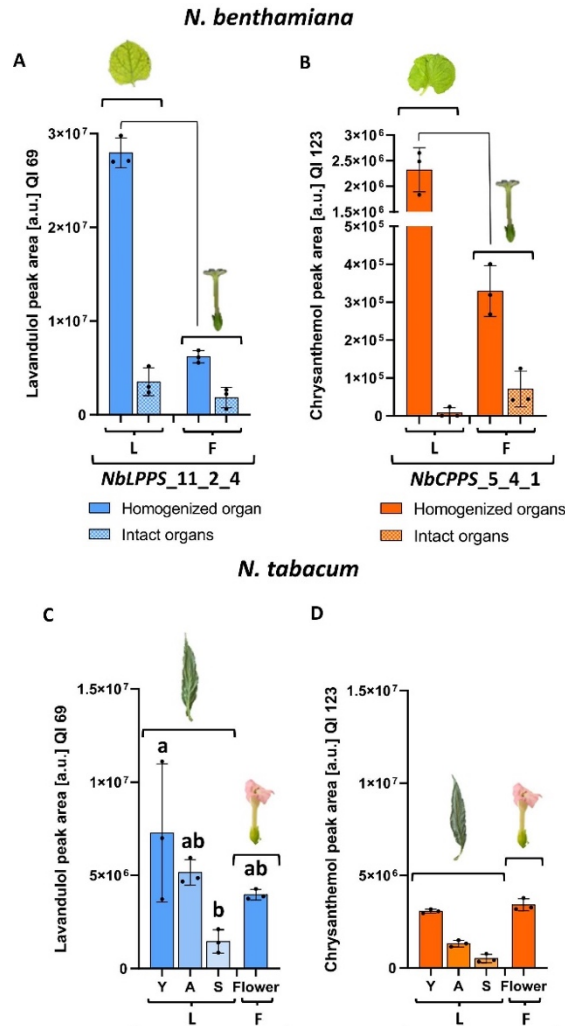 N. benthamiana
A
Lavandulol peak area [a.u.] QI 69
3×10⁷
2×10⁷
1×10⁷
0
L
F
NbLPPS_11_2_4
Homogenized organ
Intact organs
B
Chrysanthemol peak area [a.u.] QI 123
3×10⁶
2.5×10⁶
2×10⁶
1.5×10⁶
1×10⁶
5×10⁵
4×10⁵
3×10⁵
2×10⁵
1×10⁵
0
L
F
NbCPPS_5_4_1
Homogenized organs
Intact organs
N. tabacum
C
Lavandulol peak area [a.u.] QI 69
1.5×10⁷
1×10⁷
5×10⁶
0
a
ab
b
ab
Y A S Flower
L F
D
Chrysanthemol peak area [a.u.] QI 123
1.5×10⁷
1×10⁷
5×10⁶
0
Y A S Flower
L F